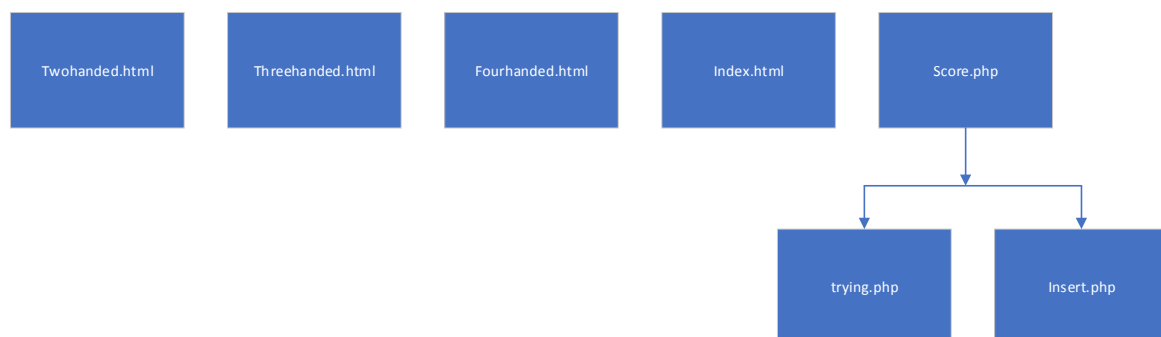 Twohanded.html
Threehanded.html
Fourhanded.html
Index.html
Score.php
trying.php
Insert.php